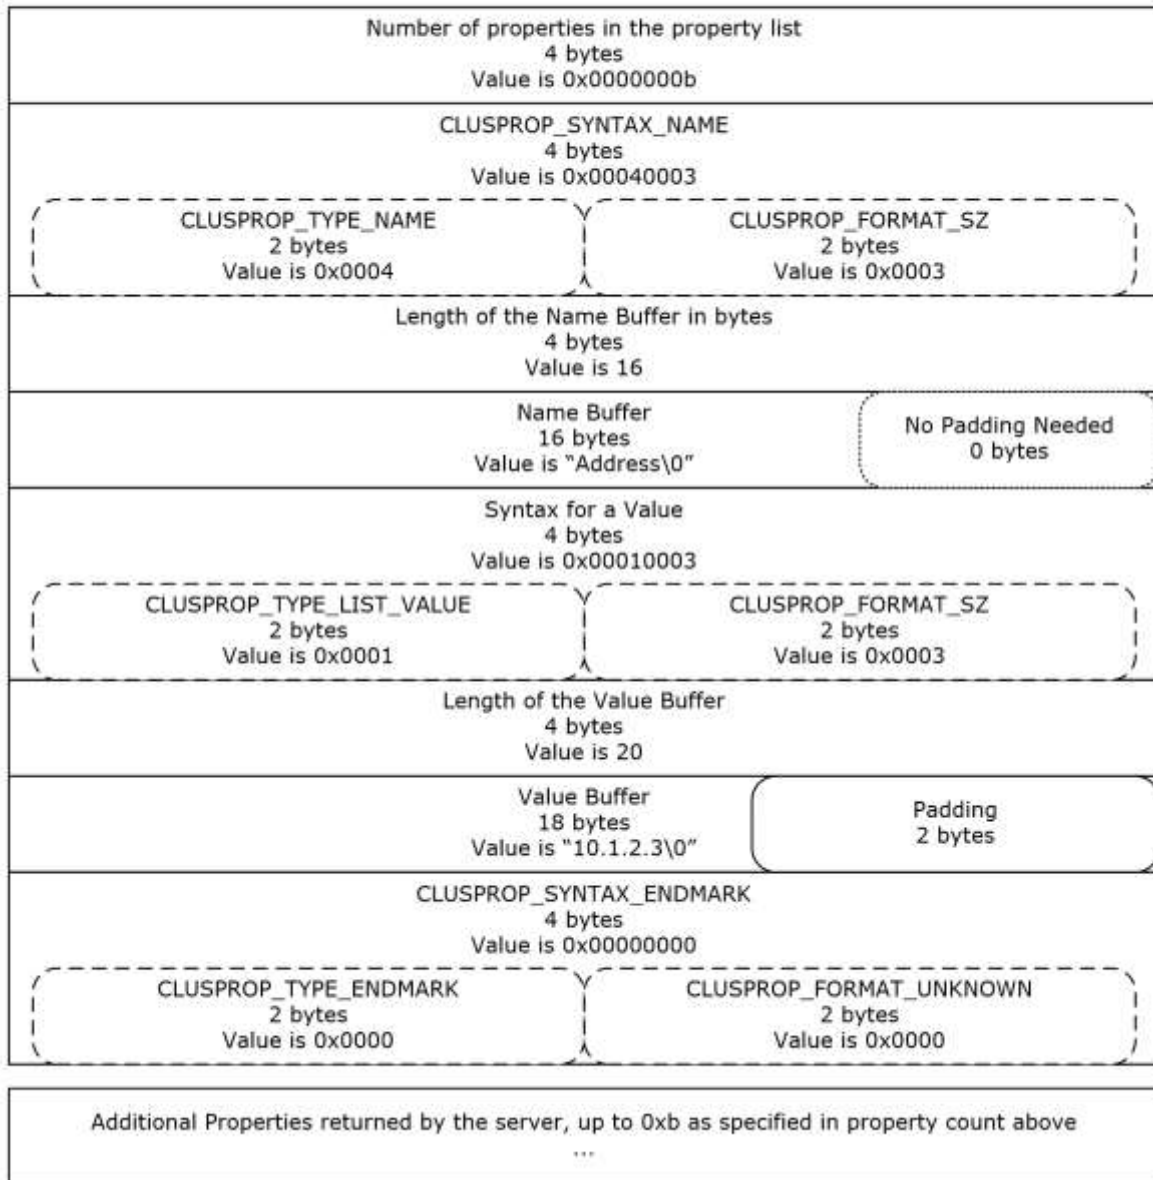 Number of properties in the property list
4 bytes
Value is 0x0000000b
CLUSPROP_SYNTAX_NAME
4 bytes
Value is 0x00040003
CLUSPROP_TYPE_NAME
2 bytes
Value is 0x0004
CLUSPROP_FORMAT_SZ
2 bytes
Value is 0x0003
Length of the Name Buffer in bytes
4 bytes
Value is 16
Name Buffer
16 bytes
Value is “Address\0”
No Padding Needed
0 bytes
Syntax for a Value
4 bytes
Value is 0x00010003
CLUSPROP_TYPE_LIST_VALUE
2 bytes
Value is 0x0001
CLUSPROP_FORMAT_SZ
2 bytes
Value is 0x0003
Length of the Value Buffer
4 bytes
Value is 20
Value Buffer
18 bytes
Value is “10.1.2.3\0”
Padding
2 bytes
CLUSPROP_SYNTAX_ENDMARK
4 bytes
Value is 0x00000000
CLUSPROP_TYPE_ENDMARK
2 bytes
Value is 0x0000
CLUSPROP_FORMAT_UNKNOWN
2 bytes
Value is 0x0000
Additional Properties returned by the server, up to 0xb as specified in property count above
...